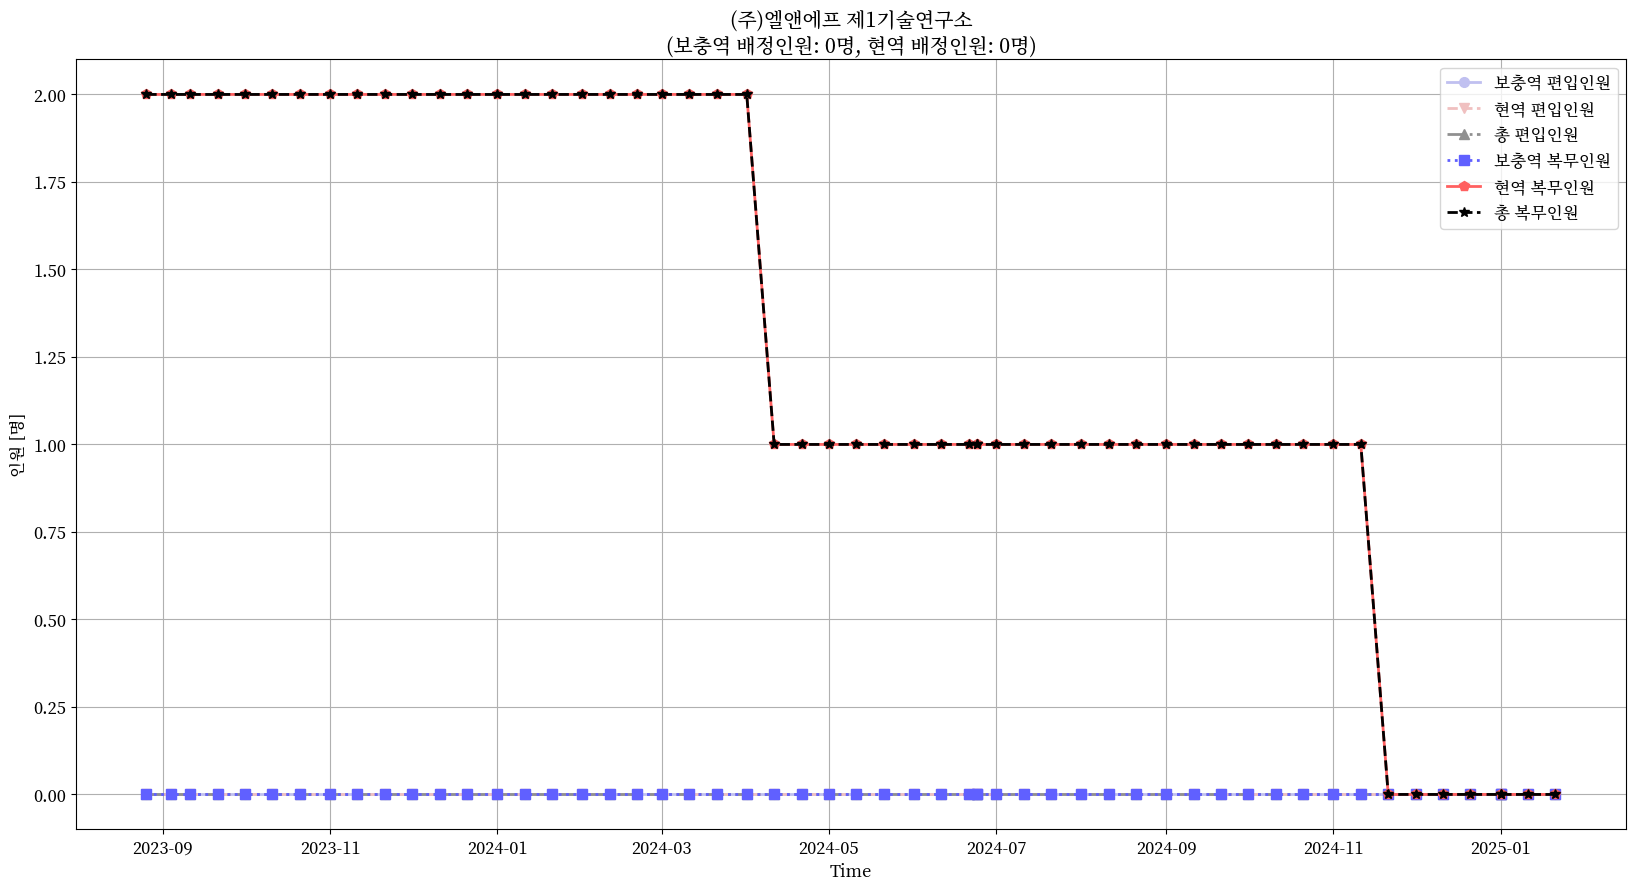 (주)엘앤에프 제1기술연구소
(보충역 배정인원: 0명, 현역 배정인원: 0명)
보충역 편입인원
현역 편입인원
총 편입인원
보충역 복무인원
현역 복무인원
총 복무인원
2.00
1.75
1.50
1.25
1.00
0.75
0.50
0.25
0.00
인원 [명]
2023-09 2023-11 2024-01 2024-03 2024-05 2024-07 2024-09 2024-11 2025-01
Time